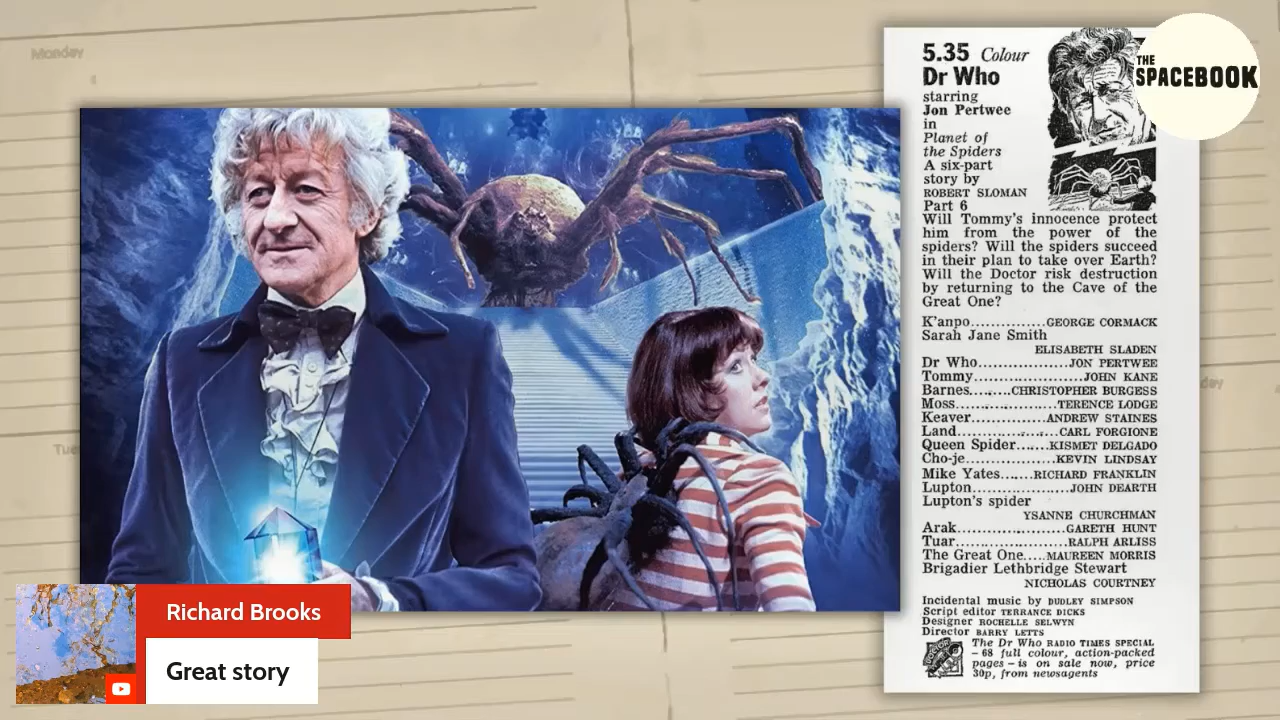 Monday
5.35 Colour
Dr Who
starring
Jon Pertwee
in
Planet of
the Spiders
A six-part
story by
ROBERT SLOMAN
Part 6
Will Tommy's innocence protect
him from the power of the
spiders? Will the spiders succeed
in their plan to take over Earth?
Will the Doctor risk destruction
by returning to the Cave of the
Great One?
K'anpo..............GEORGE CORMACK
Sarah Jane Smith
ELISABETH SLADEN
Dr Who..................JON PERTWEE
Tommy....................JOHN KANE
Barnes.......CHRISTOPHER BURGESS
Moss.................TERENCE LODGE
Keaver.............ANDREW STAINES
Land.................CARL FORGIONE
Queen Spider......KISMET DELGADO
Cho-je.................KEVIN LINDSAY
Mike Yates......RICHARD FRANKLIN
Lupton.................JOHN DEARTH
Lupton's spider
YSANNE CHURCHMAN
Arak...................GARETH HUNT
Tuar...................RALPH ARLISS
The Great One.....MAUREEN MORRIS
Brigadier Lethbridge Stewart
NICHOLAS COURTNEY
Incidental music by DUDLEY SIMPSON
Script editor TERRANCE DICKS
Designer ROCHELLE SELWYN
Director BARRY LETTS
The Dr Who RADIO TIMES SPECIAL
– 68 full colour, action-packed
pages – is on sale now, price
30p, from newsagents
THE
SPACEBOOK
Richard Brooks
Great story